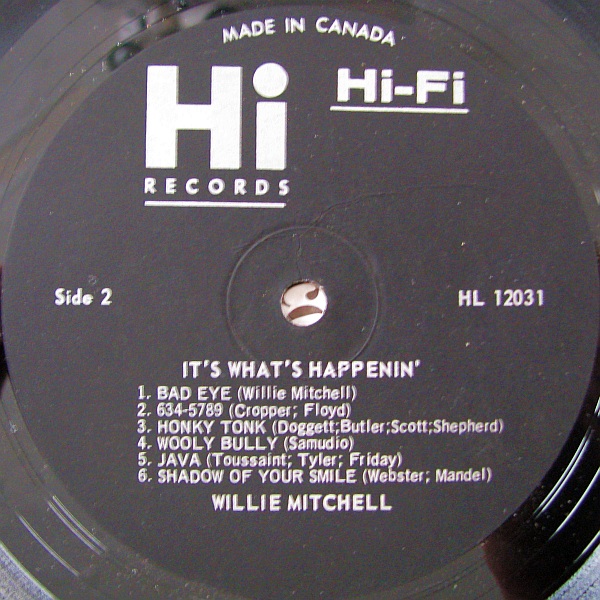 MADE IN CANADA
Hi
Hi-Fi
RECORDS
Side 2
HL 12031
IT'S WHAT'S HAPPENIN'
1. BAD EYE (Willie Mitchell)
2. 634-5789 (Cropper; Floyd)
3. HONKY TONK (Doggett;Butler;Scott;Shepherd)
4. WOOLY BULLY (Samudio)
5. JAVA (Toussaint; Tyler; Friday)
6. SHADOW OF YOUR SMILE (Webster; Mandel)
WILLIE MITCHELL